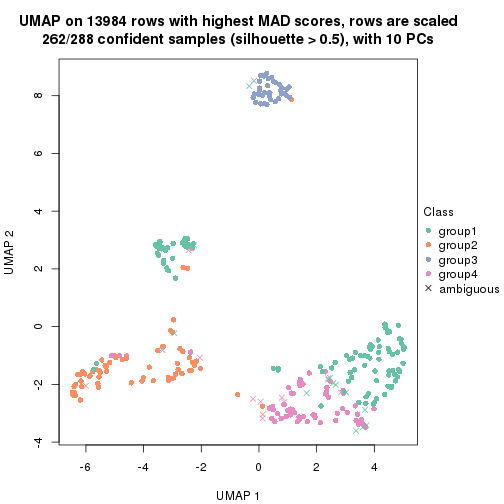 UMAP on 13984 rows with highest MAD scores, rows are scaled
262/288 confident samples (silhouette > 0.5), with 10 PCs
8
6
4
2
0
-2
-4
UMAP 2
-6
-4
-2
0
2
4
UMAP 1
Class
group1
group2
group3
group4
ambiguous